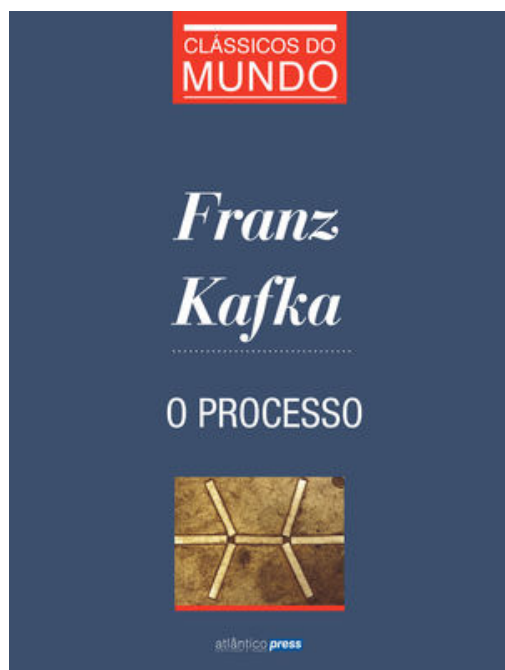 CLÁSSICOS DO
MUNDO
Franz
Kafka
O PROCESSO
atlântico press